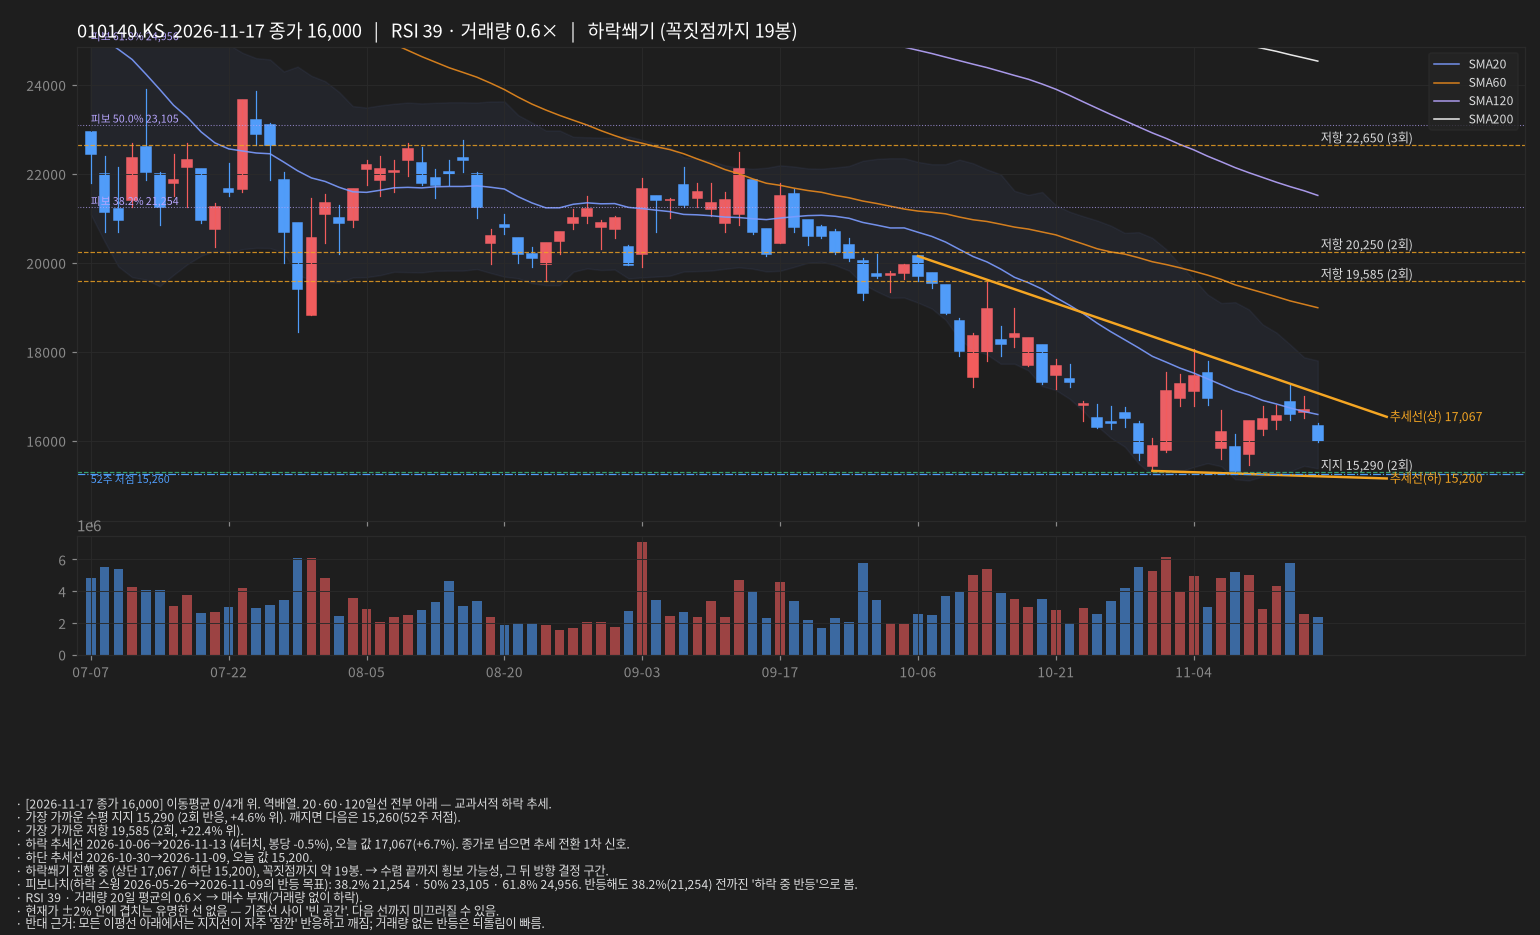 010140.KS 2026-11-17 종가 16,000 | RSI 39 · 거래량 0.6× | 하락쐐기 (꼭짓점까지 19봉)
피보 61.8% 24,956
SMA20
SMA60
SMA120
SMA200
24000
22000
20000
18000
16000
피보 50.0% 23,105
저항 22,650 (3회)
피보 38.2% 21,254
저항 20,250 (2회)
저항 19,585 (2회)
추세선(상) 17,067
지지 15,290 (2회)
52주 저점 15,260
추세선(하) 15,200
1e6
6
4
2
0
07-07 07-22 08-05 08-20 09-03 09-17 10-06 10-21 11-04
· [2026-11-17 종가 16,000] 이동평균 0/4개 위. 역배열. 20·60·120일선 전부 아래 — 교과서적 하락 추세.
· 가장 가까운 수평 지지 15,290 (2회 반응, +4.6% 위). 깨지면 다음은 15,260(52주 저점).
· 가장 가까운 저항 19,585 (2회, +22.4% 위).
· 하락 추세선 2026-10-06→2026-11-13 (4터치, 봉당 -0.5%), 오늘 값 17,067(+6.7%). 종가로 넘으면 추세 전환 1차 신호.
· 하단 추세선 2026-10-30→2026-11-09, 오늘 값 15,200.
· 하락쐐기 진행 중 (상단 17,067 / 하단 15,200), 꼭짓점까지 약 19봉. → 수렴 끝까지 횡보 가능성, 그 뒤 방향 결정 구간.
· 피보나치(하락 스윙 2026-05-26→2026-11-09의 반등 목표): 38.2% 21,254 · 50% 23,105 · 61.8% 24,956. 반등해도 38.2%(21,254) 전까진 '하락 중 반등'으로 봄.
· RSI 39 · 거래량 20일 평균의 0.6× → 매수 부재(거래량 없이 하락).
· 현재가 ±2% 안에 겹치는 유명한 선 없음 — 기준선 사이 '빈 공간'. 다음 선까지 미끄러질 수 있음.
· 반대 근거: 모든 이평선 아래에서는 지지선이 자주 '잠깐' 반응하고 깨짐; 거래량 없는 반등은 되돌림이 빠름.